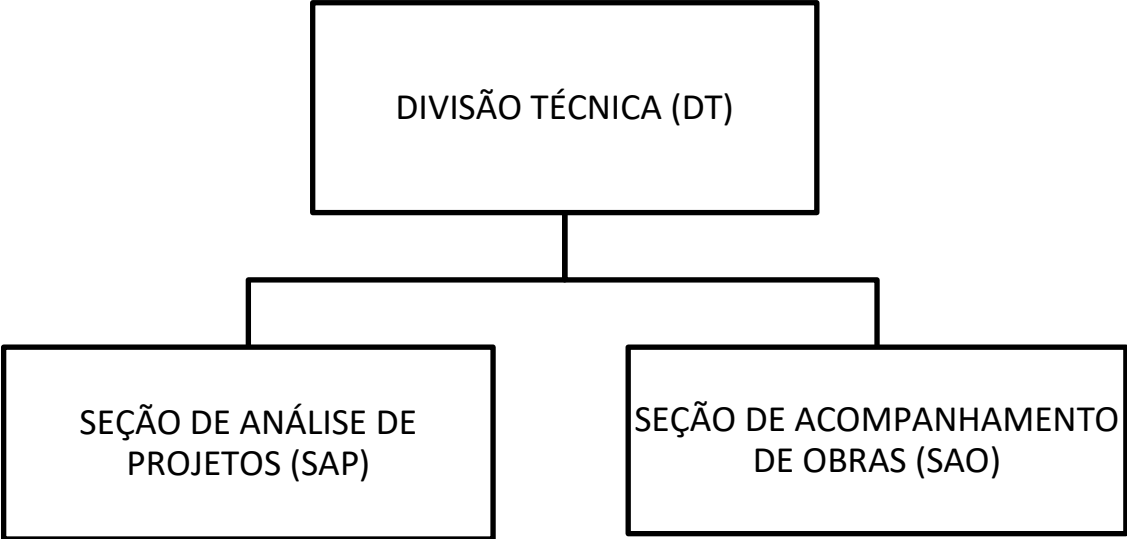 DIVISÃO TÉCNICA (DT)
SEÇÃO DE ANÁLISE DE
PROJETOS (SAP)
SEÇÃO DE ACOMPANHAMENTO
DE OBRAS (SAO)